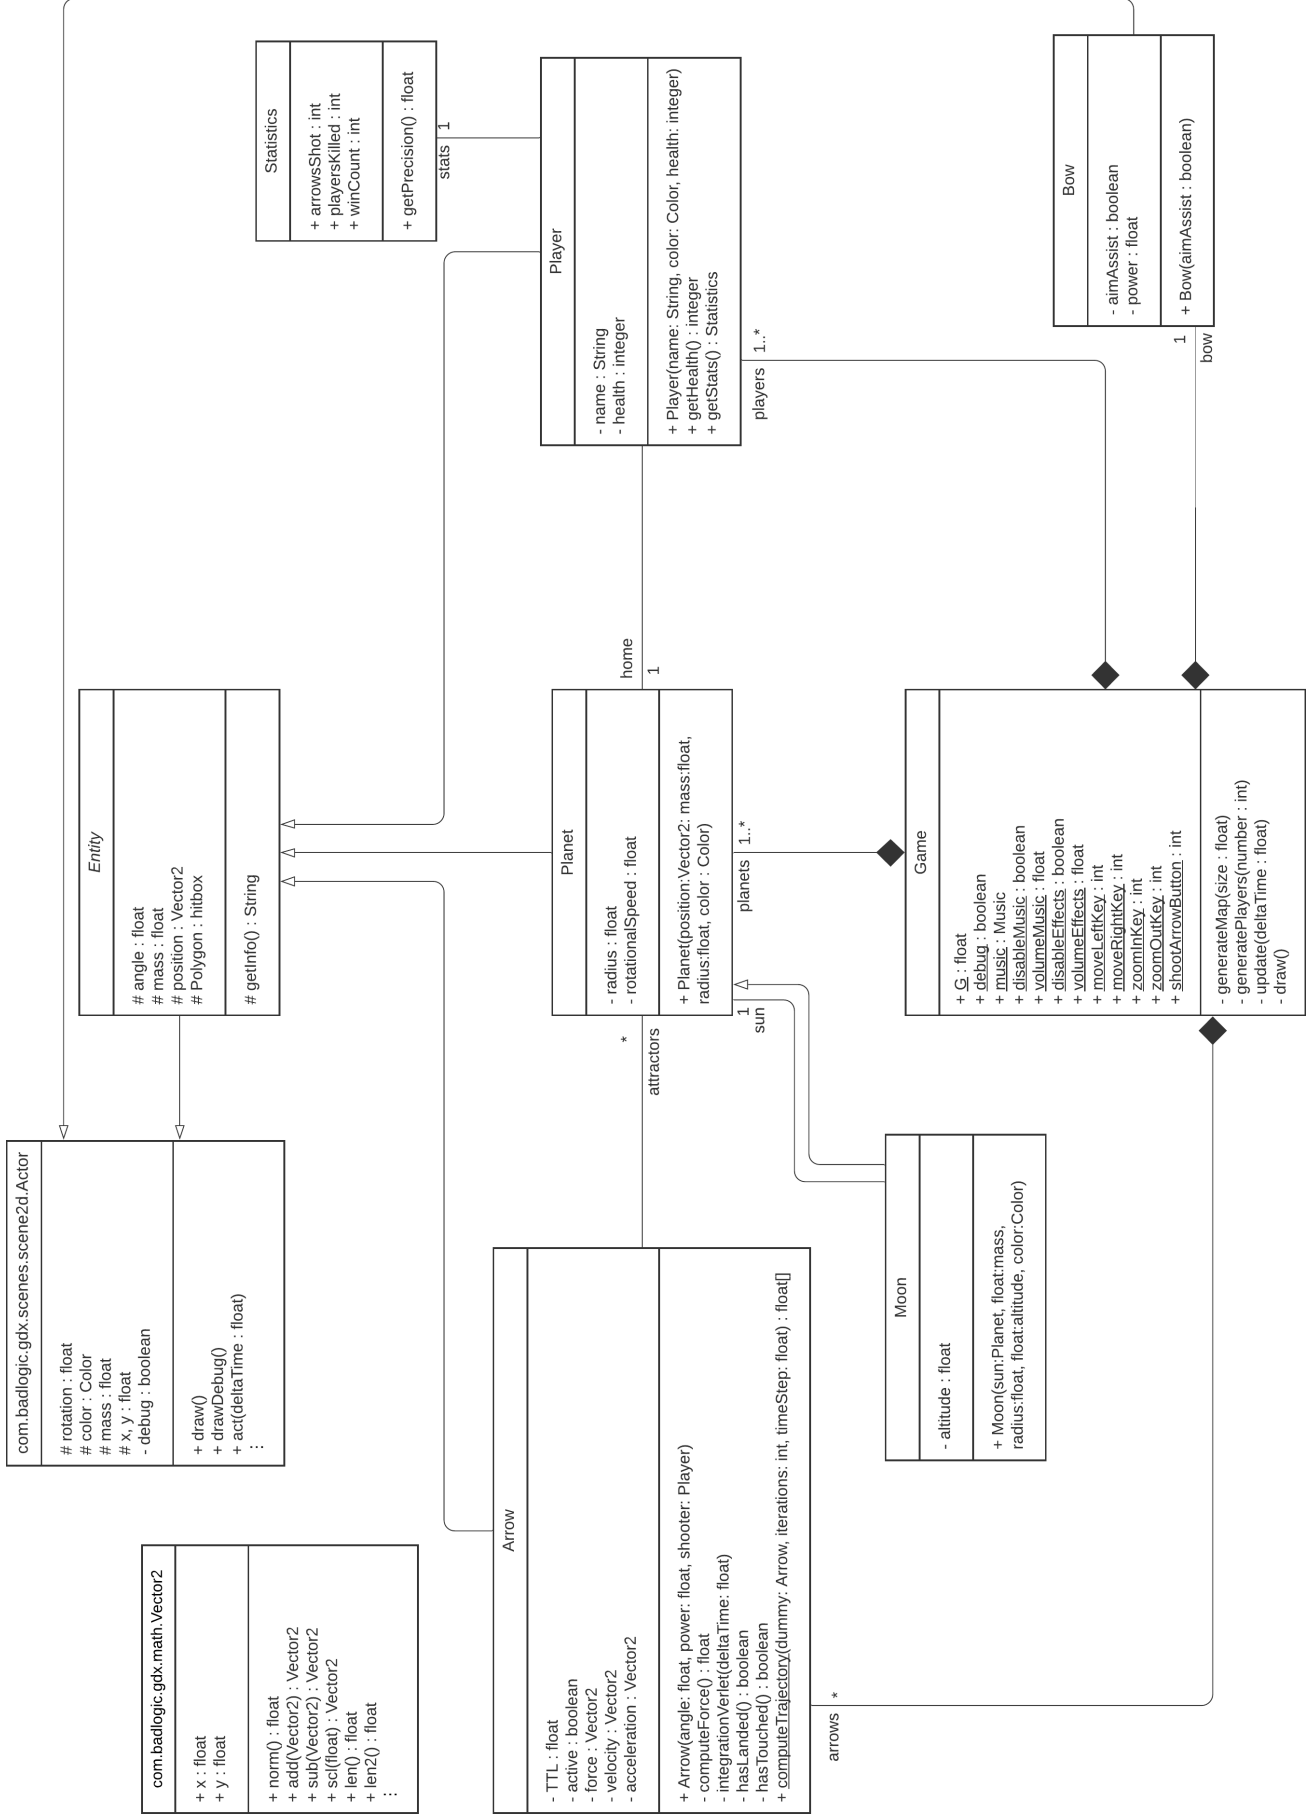 com.badlogic.gdx.math.Vector2
+ x : float
+ y : float
+ norm() : float
+ add(Vector2) : Vector2
+ sub(Vector2) : Vector2
+ scl(float) : Vector2
+ len() : float
+ len2() : float
...
com.badlogic.gdx.scenes.scene2d.Actor
# rotation : float
# color : Color
# mass : float
# x, y : float
- debug : boolean
+ draw()
+ drawDebug()
+ act(deltaTime : float)
...
Entity
# angle : float
# mass : float
# position : Vector2
# Polygon : hitbox
# getInfo() : String
Statistics
+ arrowsShot : int
+ playersKilled : int
+ winCount : int
+ getPrecision() : float
stats
1
Arrow
- TTL : float
- active : boolean
- force : Vector2
- velocity : Vector2
- acceleration : Vector2
+ Arrow(angle: float, power: float, shooter: Player)
- computeForce() : float
- integrationVerlet(deltaTime: float)
- hasLanded() : boolean
- hasTouched() : boolean
+ computeTrajectory(dummy: Arrow, iterations: int, timeStep: float) : float[]
*
attractors
Planet
- radius : float
- rotationalSpeed : float
+ Planet(position:Vector2: mass:float,
radius:float, color : Color)
home
1
Player
- name : String
- health : integer
+ Player(name: String, color: Color, health: integer)
+ getHealth() : integer
+ getStats() : Statistics
1
sun
planets
1..*
players
1..*
arrows
*
Moon
- altitude : float
+ Moon(sun:Planet, float:mass,
radius:float, float:altitude, color:Color)
Game
+ G : float
+ debug : boolean
+ music : Music
+ disableMusic : boolean
+ volumeMusic : float
+ disableEffects : boolean
+ volumeEffects : float
+ moveLeftKey : int
+ moveRightKey : int
+ zoomInKey : int
+ zoomOutKey : int
+ shootArrowButton : int
- generateMap(size : float)
- generatePlayers(number : int)
- update(deltaTime : float)
- draw()
Bow
- aimAssist : boolean
- power : float
+ Bow(aimAssist : boolean)
1
bow